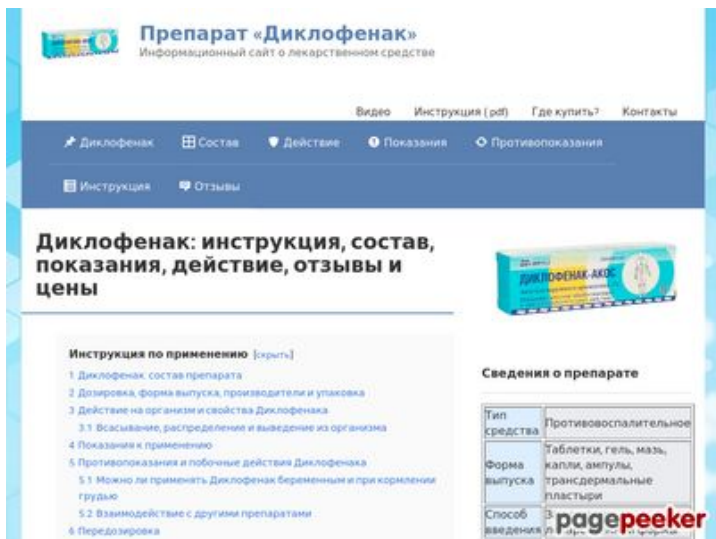 Препарат «Диклофенак»
Информационный сайт о лекарственном средстве
Видео Инструкция (pdf) Где купить? Контакты
Диклофенак Состав Действие Показания Противопоказания
Инструкция Отзывы
Диклофенак: инструкция, состав,
показания, действие, отзывы и
цены
ДИКЛОФЕНАК-АКОС
Инструкция по применению [скрыть]
1 Диклофенак: состав препарата
2 Дозировка, форма выпуска, производители и упаковка
3 Действие на организм и свойства Диклофенака
3.1 Всасывание, распределение и выведение из организма
4 Показания к применению
5 Противопоказания и побочные действия Диклофенака
5.1 Можно ли применять Диклофенак беременным и при кормлении
грудью
5.2 Взаимодействие с другими препаратами
6 Передозировка
Сведения о препарате
Тип
средства
Противовоспалительное
Форма
выпуска
Таблетки, гель, мазь,
капли, ампулы,
трансдермальные
пластыри
Способ
введения
pagepeeker